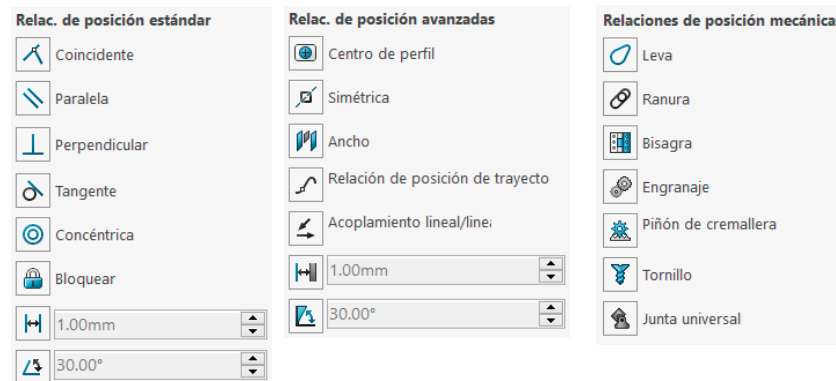 Relac. de posición estándar
Coincidente
Paralela
Perpendicular
Tangente
Concéntrica
Bloquear
1.00mm
30.00°
Relac. de posición avanzadas
Centro de perfil
Simétrica
Ancho
Relación de posición de trayecto
Acoplamiento lineal/linea
1.00mm
30.00°
Relaciones de posición mecánica
Leva
Ranura
Bisagra
Engranaje
Piñón de cremallera
Tornillo
Junta universal